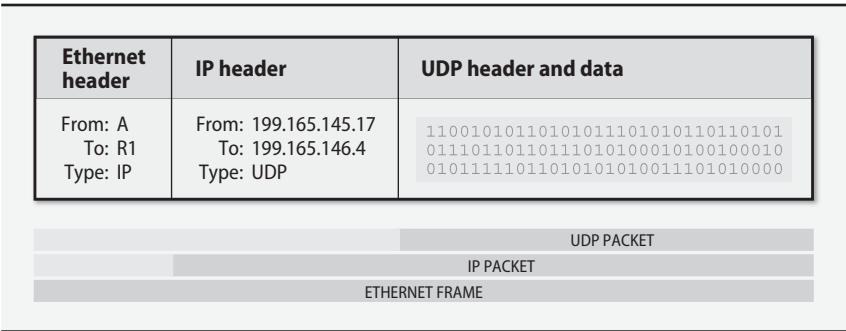 Ethernet header
IP header
UDP header and data
From: A
To: R1
Type: IP
From: 199.165.145.17
To: 199.165.146.4
Type: UDP
11001010110101011101010110110101
01110110110111010100010100100010
01011111011010101010011101010000
UDP PACKET
IP PACKET
ETHERNET FRAME